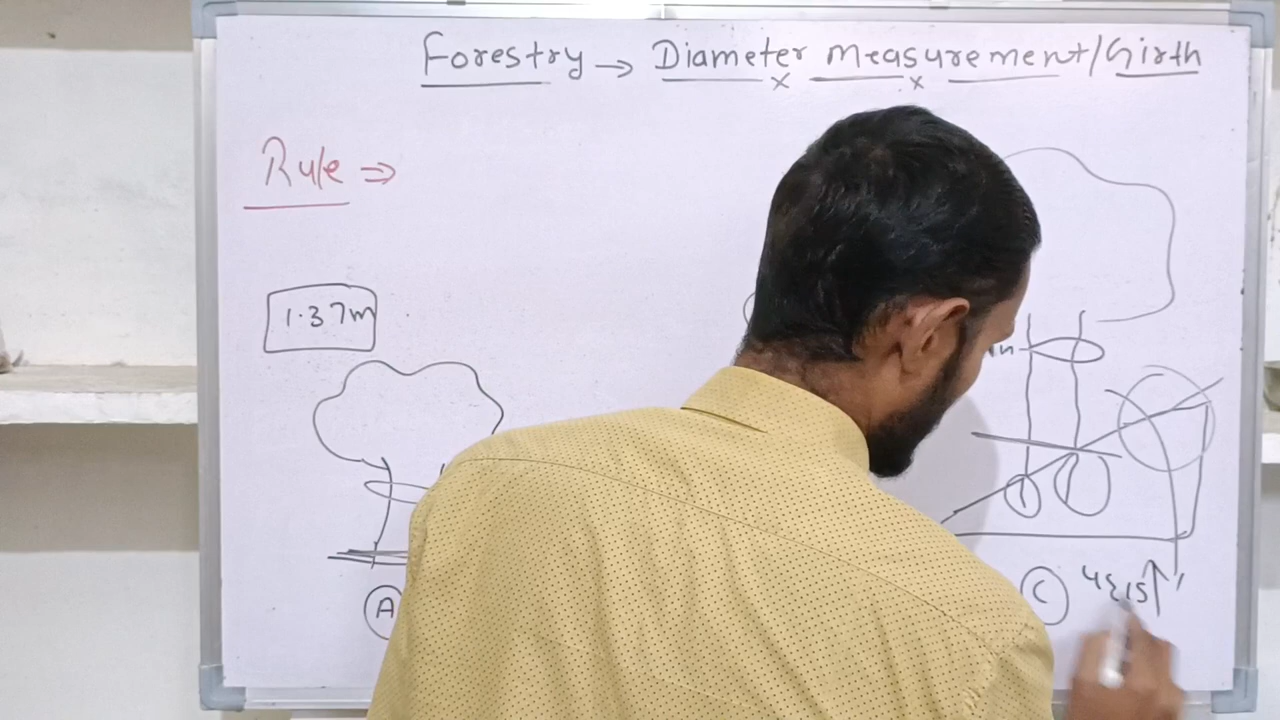 Forestry → Diameter Measurement/Girth
Rule ⇒
1.37m
A
C